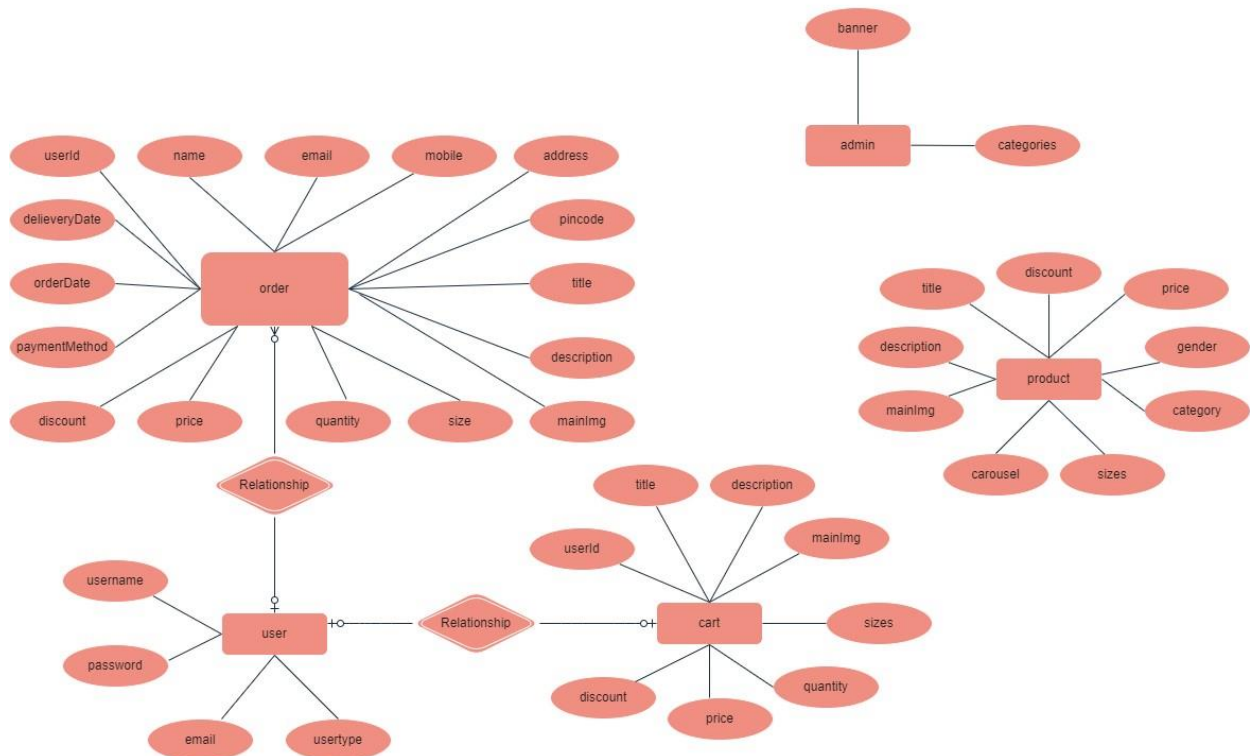 banner
admin
categories
userId
name
email
mobile
address
delieveryDate
pincode
orderDate
order
title
paymentMethod
description
discount
price
quantity
size
mainImg
discount
title
price
description
gender
product
mainImg
category
carousel
sizes
Relationship
title
description
userId
mainImg
username
user
Relationship
cart
sizes
password
discount
quantity
price
email
usertype